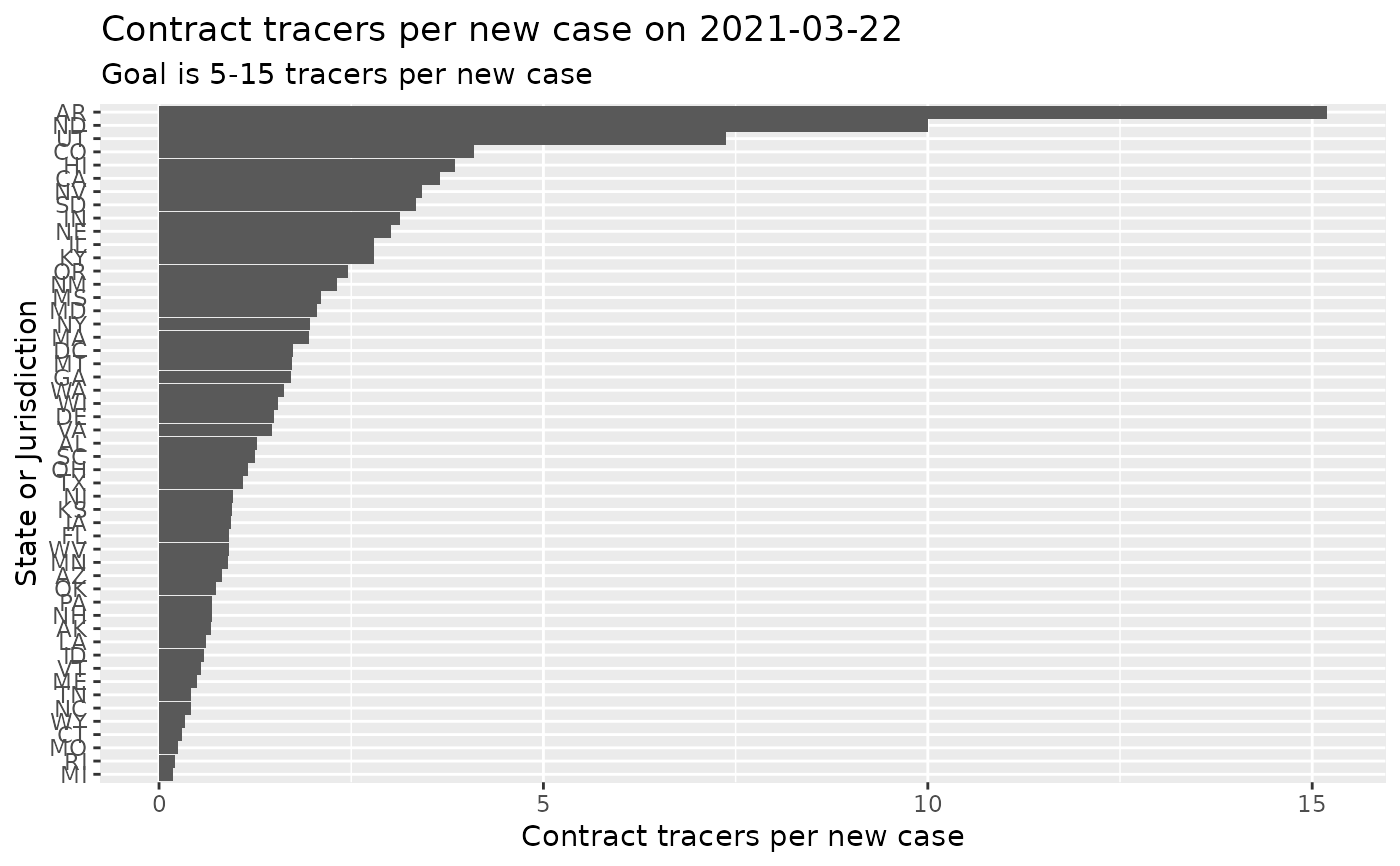 Contract tracers per new case on 2021-03-22
Goal is 5-15 tracers per new case
State or Jurisdiction
AR
ND
UT
CO
HI
CA
NV
SD
IN
NE
IL
KY
OR
NM
MS
MD
NY
MA
DC
MT
GA
WA
WI
DE
VA
AL
SC
OH
TX
NJ
KS
IA
FL
WV
MN
AZ
OK
PA
NH
AK
LA
ID
VT
ME
TN
NC
WY
CT
MO
RI
MI
0 5 10 15
Contract tracers per new case